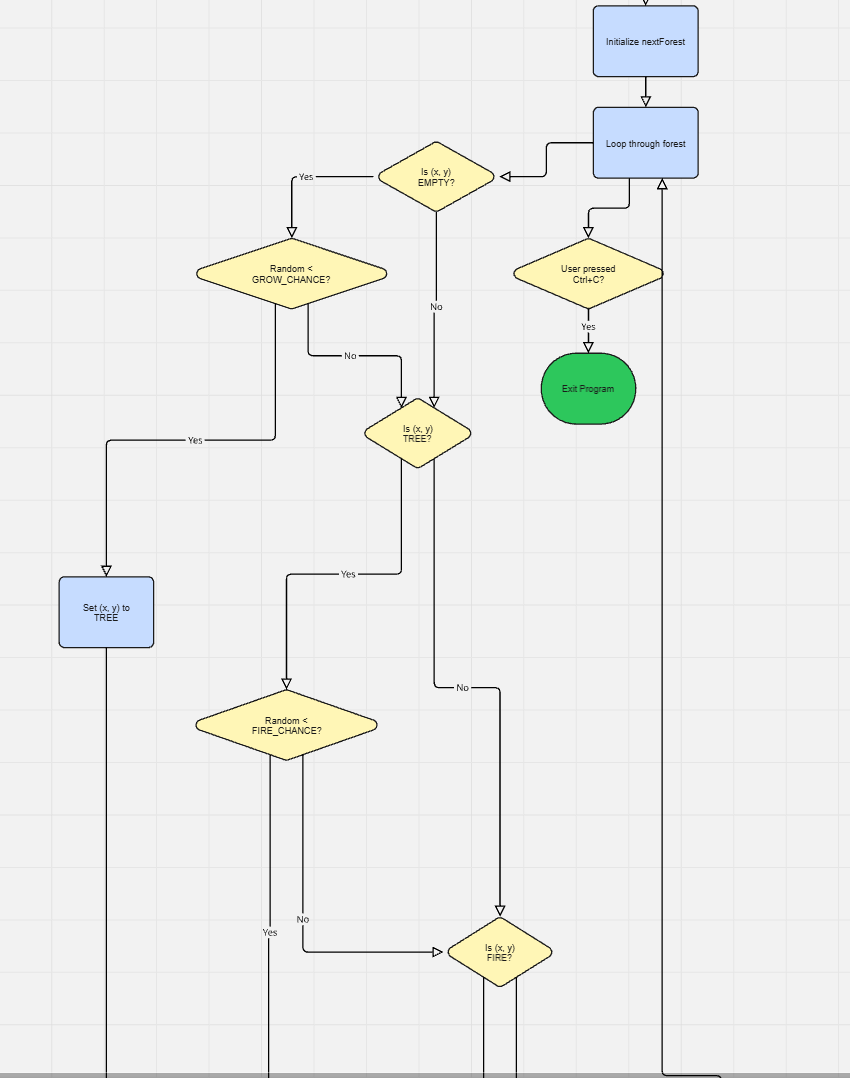 Initialize nextForest
Loop through forest
Is (x, y)
EMPTY?
Yes
Random <
GROW_CHANCE?
User pressed
Ctrl+C?
No
Yes
No
Exit Program
Is (x, y)
TREE?
Yes
Yes
Set (x, y) to
TREE
No
Random <
FIRE_CHANCE?
No
Yes
Is (x, y)
FIRE?